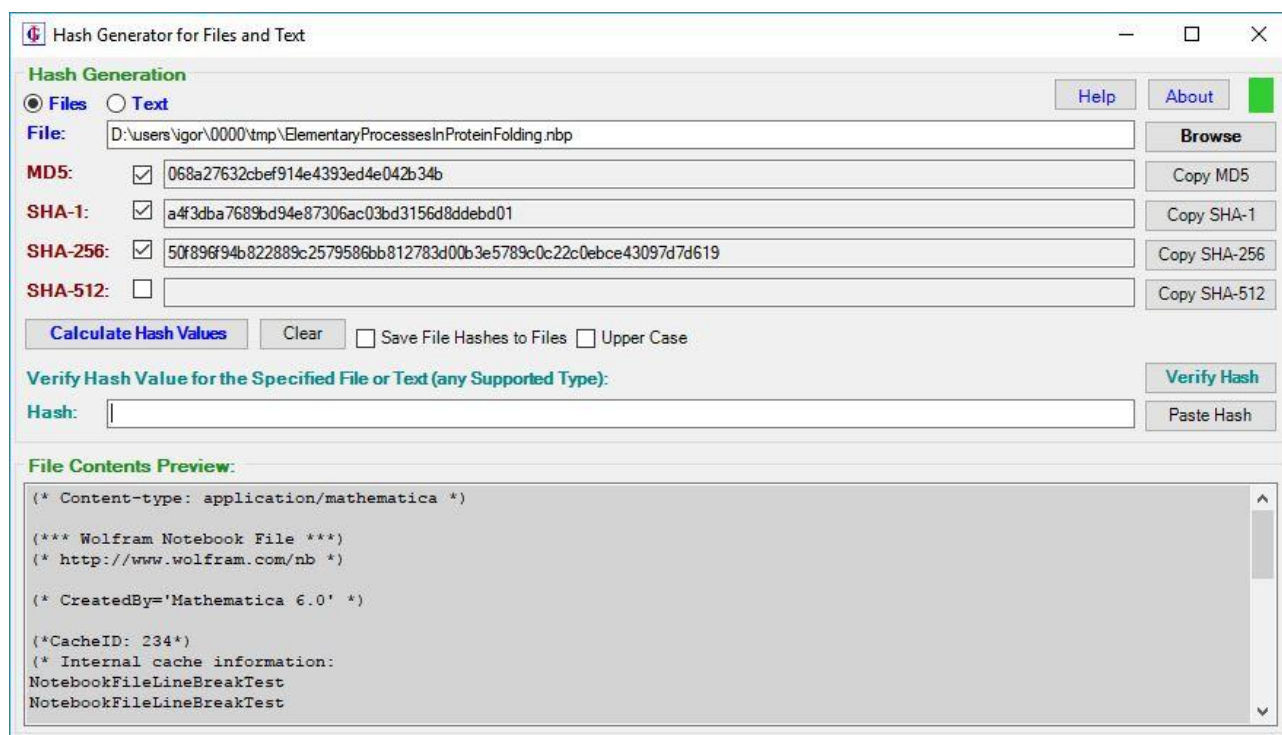 Hash Generator for Files and Text
Hash Generation
Files Text Help About
File: D:\users\igor\0000\tmp\ElementaryProcessesInProteinFolding.nbp Browse
MD5: 068a27632cbef914e4393ed4e042b34b Copy MD5
SHA-1: a4f3dba7689bd94e87306ac03bd3156d8ddebd01 Copy SHA-1
SHA-256: 50f896f94b822889c2579586bb812783d00b3e5789c0c22c0ebce43097d7d619 Copy SHA-256
SHA-512: Copy SHA-512
Calculate Hash Values Clear Save File Hashes to Files Upper Case
Verify Hash Value for the Specified File or Text (any Supported Type): Verify Hash
Hash: Paste Hash
File Contents Preview:
(* Content-type: application/mathematica *)
(*** Wolfram Notebook File ***)
(* http://www.wolfram.com/nb *)
(* CreatedBy='Mathematica 6.0' *)
(*CacheID: 234*)
(* Internal cache information:
NotebookFileLineBreakTest
NotebookFileLineBreakTest